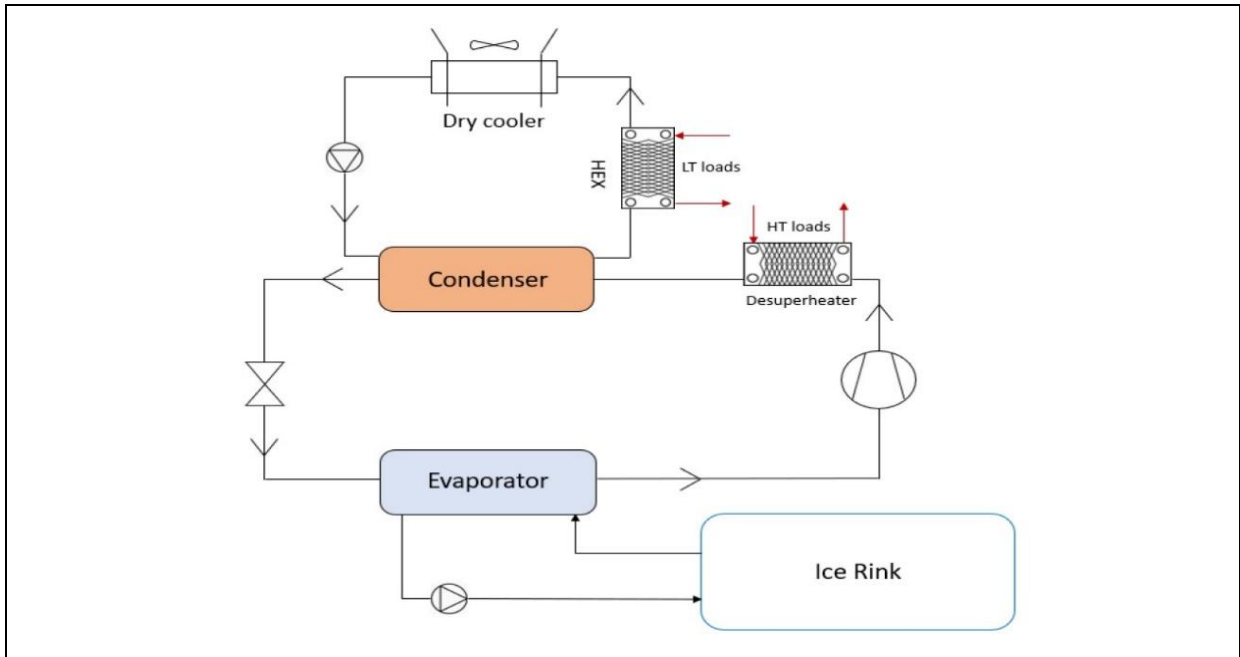 Dry cooler
HEX
LT loads
HT loads
Condenser
Desuperheater
Evaporator
Ice Rink